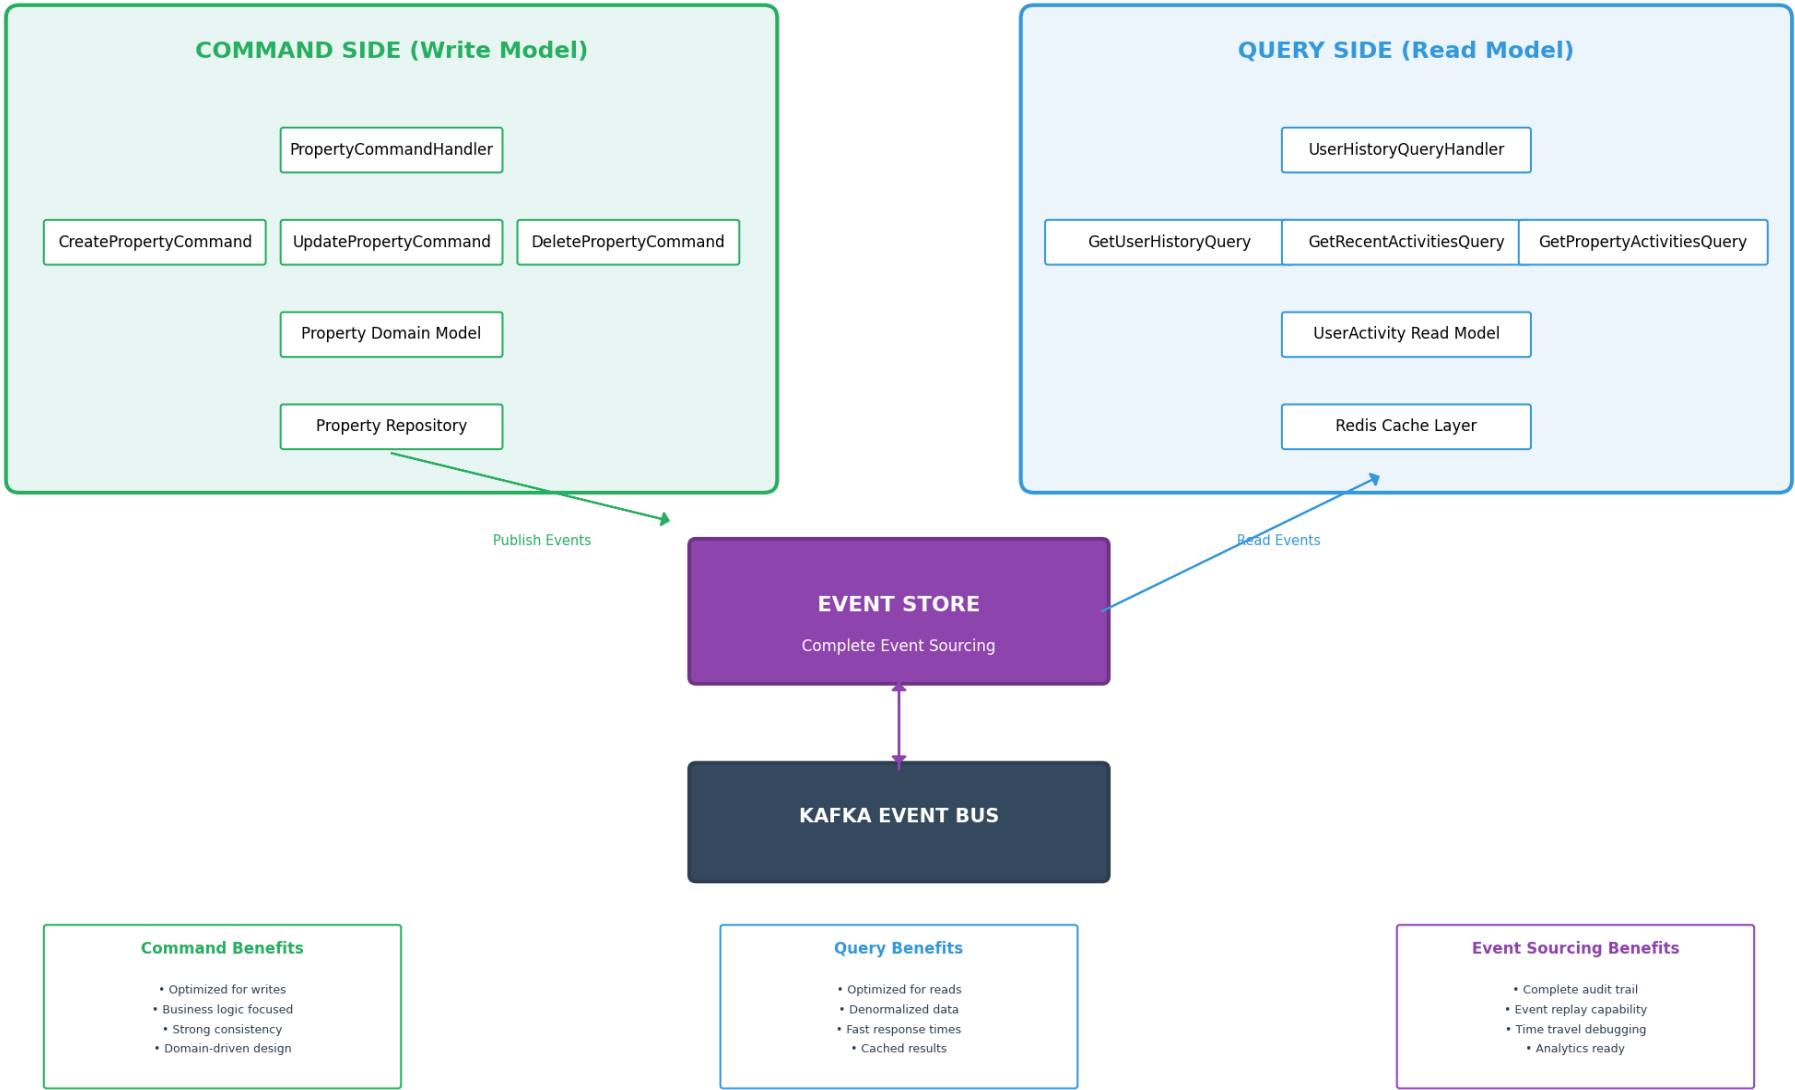 COMMAND SIDE (Write Model)
PropertyCommandHandler
CreatePropertyCommand
UpdatePropertyCommand
DeletePropertyCommand
Property Domain Model
Property Repository
QUERY SIDE (Read Model)
UserHistoryQueryHandler
GetUserHistoryQuery
GetRecentActivitiesQuery
GetPropertyActivitiesQuery
UserActivity Read Model
Redis Cache Layer
Publish Events
Read Events
EVENT STORE
Complete Event Sourcing
KAFKA EVENT BUS
Command Benefits
• Optimized for writes
• Business logic focused
• Strong consistency
• Domain-driven design
Query Benefits
• Optimized for reads
• Denormalized data
• Fast response times
• Cached results
Event Sourcing Benefits
• Complete audit trail
• Event replay capability
• Time travel debugging
• Analytics ready